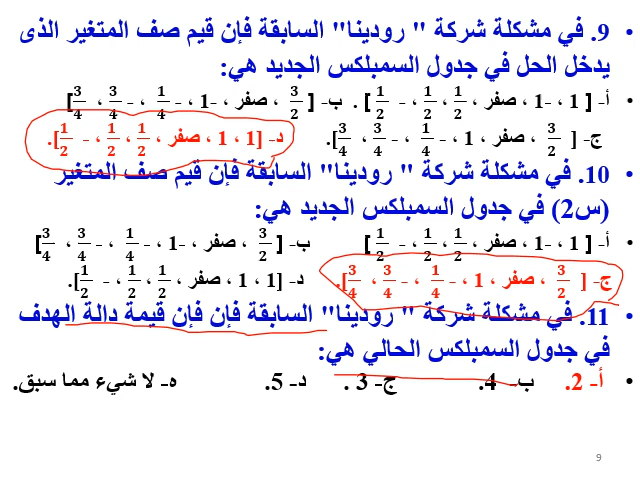 • 9. في مشكلة شركة " رودينا" السابقة فإن قيم صف المتغير الذى
يدخل الحل في جدول السمبلكس الجديد هي:
• أ- [ 1 ، -1 ، صفر ، 1/2 ، 1/2 ، - 1/2 ] . ب- [ 3/2 ، صفر ، -1 ، - 1/4 ، - 3/4 ، 3/4]
ج- [ 3/2 ، صفر ، 1 ، - 1/4 ، - 3/4 ، 3/4]. د- [1 ، 1 ، صفر ، 1/2 ، 1/2 ، - 1/2].
• 10. في مشكلة شركة " رودينا" السابقة فإن قيم صف المتغير
(س2) في جدول السمبلكس الجديد هي:
• أ- [ 1 ، -1 ، صفر ، 1/2 ، 1/2 ، - 1/2 ] ب- [ 3/2 ، صفر ، -1 ، - 1/4 ، - 3/4 ، 3/4]
ج- [ 3/2 ، صفر ، 1 ، - 1/4 ، - 3/4 ، 3/4]. د- [1 ، 1 ، صفر ، 1/2 ، 1/2 ، - 1/2].
• 11. في مشكلة شركة " رودينا" السابقة فإن فإن قيمة دالة الهدف
في جدول السمبلكس الحالي هي:
• أ- 2. ب- 4. ج- 3 . د- 5. ه- لا شيء مما سبق.
9